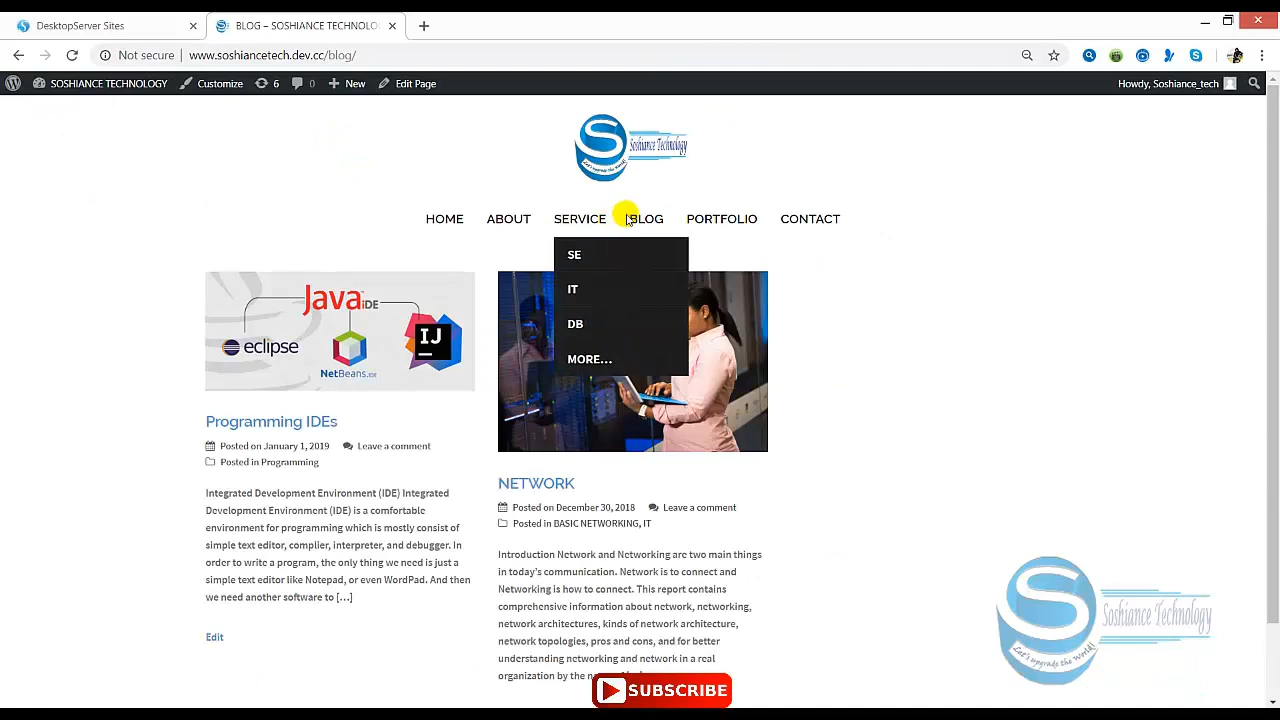 DesktopServer Sites
BLOG – SOSHIANCE TECHNOLO
Not secure
www.soshiancetech.dev.cc/blog/
SOSHIANCE TECHNOLOGY
Customize
6
0
New
Edit Page
Howdy, Soshiance_tech
S
Soshiance Technology
Let's upgrade the World!
HOME
ABOUT
SERVICE
BLOG
PORTFOLIO
CONTACT
SE
IT
DB
MORE...
Java IDE
eclipse
NetBeans IDE
IJ
Programming IDEs
Posted on January 1, 2019
Leave a comment
Posted in Programming
Integrated Development Environment (IDE) Integrated
Development Environment (IDE) is a comfortable
environment for programming which is mostly consist of
simple text editor, complier, interpreter, and debugger. In
order to write a program, the only thing we need is just a
simple text editor like Notepad, or even WordPad. And then
we need another software to […]
Edit
NETWORK
Posted on December 30, 2018
Leave a comment
Posted in BASIC NETWORKING, IT
Introduction Network and Networking are two main things
in today's communication. Network is to connect and
Networking is how to connect. This report contains
comprehensive information about network, networking,
network architectures, kinds of network architecture,
network topologies, pros and cons, and for better
understanding networking and network in a real
organization by the
SUBSCRIBE
S
Soshiance Technology
Let's upgrade the World!